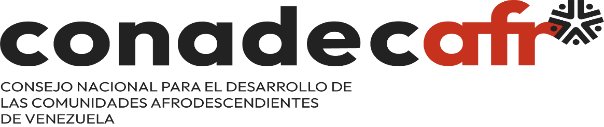 conadecafro
CONSEJO NACIONAL PARA EL DESARROLLO DE
LAS COMUNIDADES AFRODESCENDIENTES
DE VENEZUELA